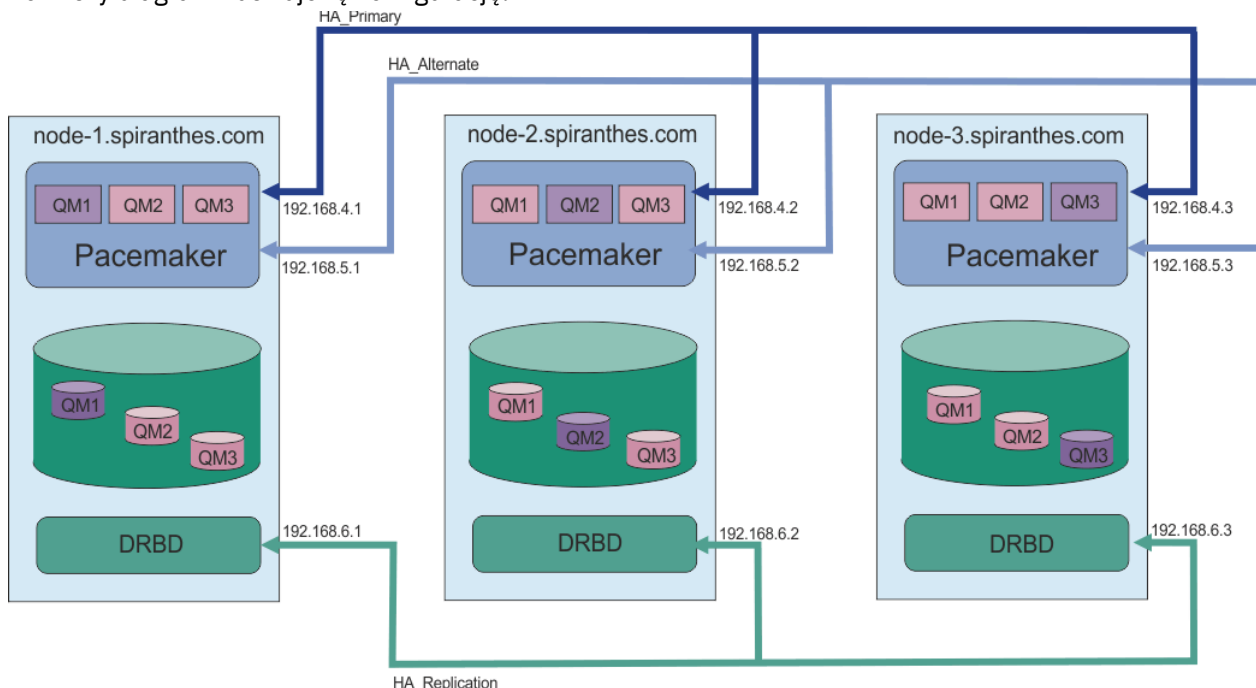 HA_Primary
HA_Alternate
node-1.spiranthes.com
QM1 QM2 QM3
Pacemaker
192.168.4.1
192.168.5.1
QM1
QM2
QM3
DRBD
192.168.6.1
node-2.spiranthes.com
QM1 QM2 QM3
Pacemaker
192.168.4.2
192.168.5.2
QM1
QM2
QM3
DRBD
192.168.6.2
node-3.spiranthes.com
QM1 QM2 QM3
Pacemaker
192.168.4.3
192.168.5.3
QM1
QM2
QM3
DRBD
192.168.6.3
HA_Replication